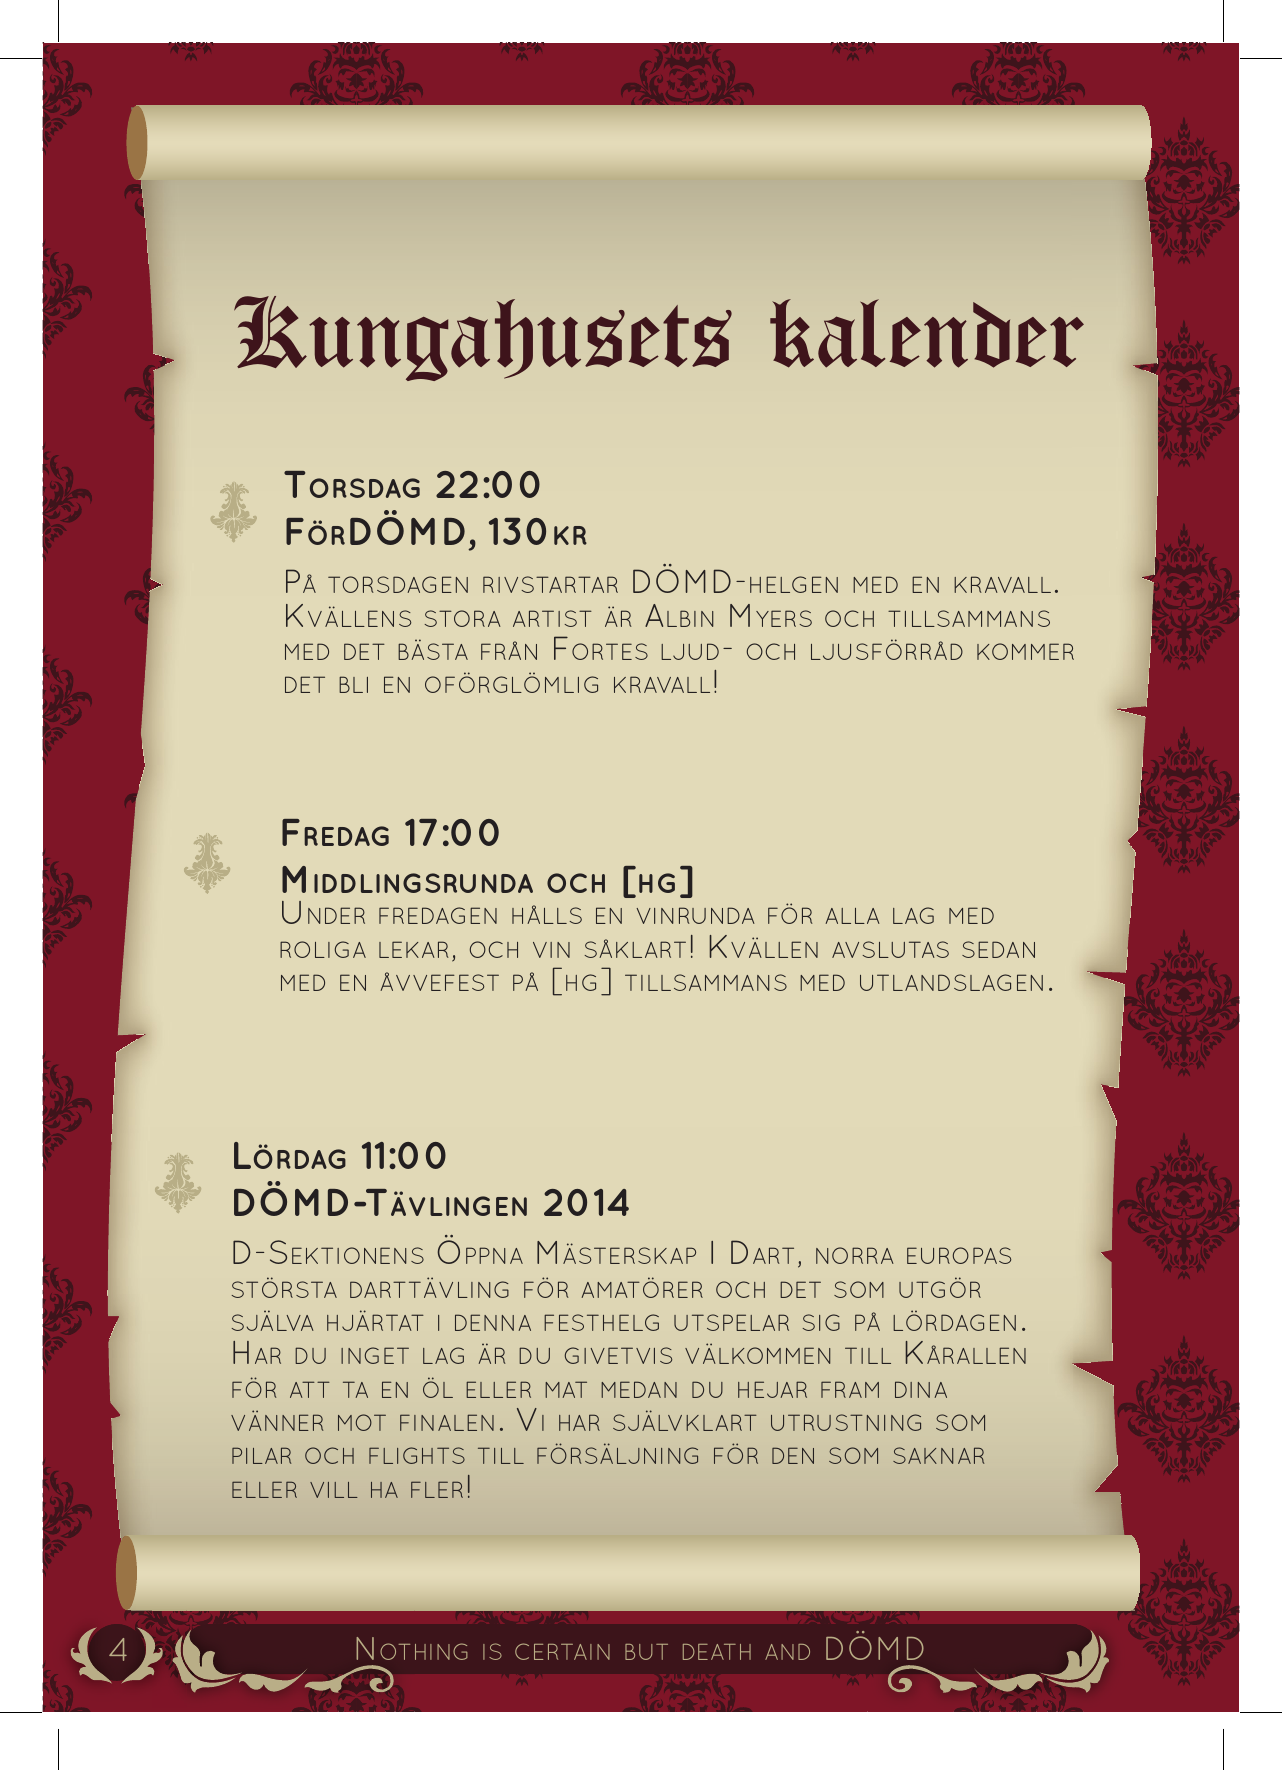 Kungahusets kalender
Torsdag 22:00
FörDÖMD, 130kr
På torsdagen rivstartar DÖMD-helgen med en kravall.
Kvällens stora artist är Albin Myers och tillsammans
med det bästa från Fortes ljud- och ljusförråd kommer
det bli en oförglömlig kravall!
Fredag 17:00
Middlingsrunda och [hg]
Under fredagen hålls en vinrunda för alla lag med
roliga lekar, och vin såklart! Kvällen avslutas sedan
med en åvvefest på [hg] tillsammans med utlandslagen.
Lördag 11:00
DÖMD-Tävlingen 2014
D-Sektionens Öppna Mästerskap I Dart, norra europas
största darttävling för amatörer och det som utgör
själva hjärtat i denna festhelg utspelar sig på lördagen.
Har du inget lag är du givetvis välkommen till Kårallen
för att ta en öl eller mat medan du hejar fram dina
vänner mot finalen. Vi har självklart utrustning som
pilar och flights till försäljning för den som saknar
eller vill ha fler!
4 Nothing is certain but death and DÖMD